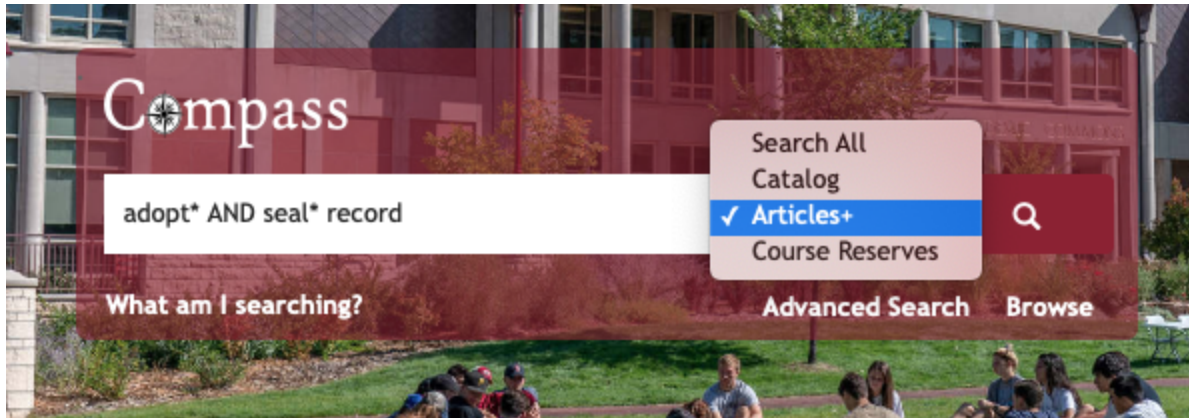 Compass
Search All
Catalog
adopt* AND seal* record
✓ Articles+
Course Reserves
What am I searching?
Advanced Search
Browse